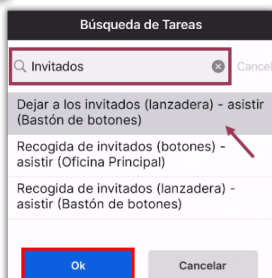 Búsqueda de Tareas
Invitados
Cancel
Dejar a los invitados (lanzadera) - asistir
(Bastón de botones)
Recogida de invitados (botones) -
asistir (Oficina Principal)
Recogida de invitados (lanzadera) -
asistir (Bastón de botones)
Ok
Cancelar